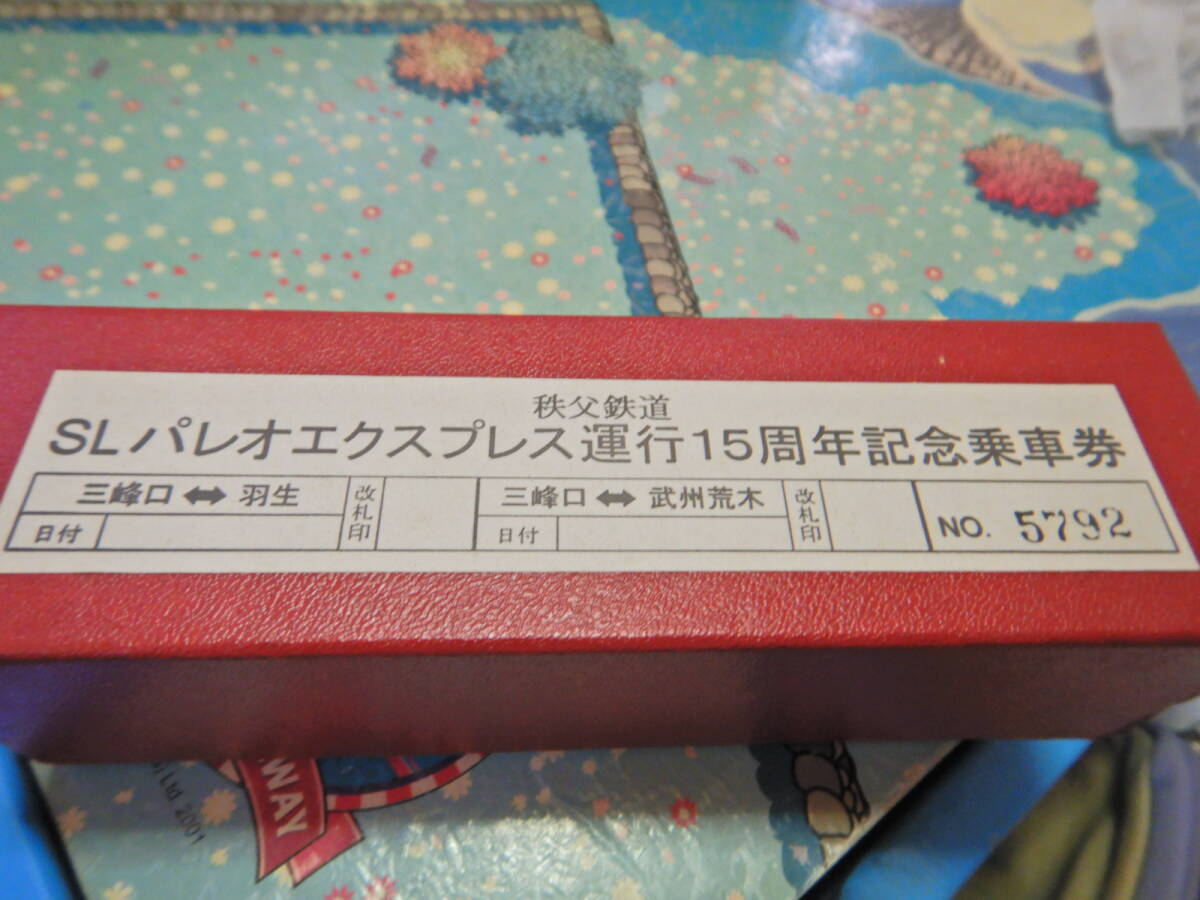 秩父鉄道
SLパレオエクスプレス運行15周年記念乗車券
三峰口⬌羽生 改札印 三峰口⬌武州荒木 改札印 NO. 5792
日付 日付
WAY
Ltd 2001